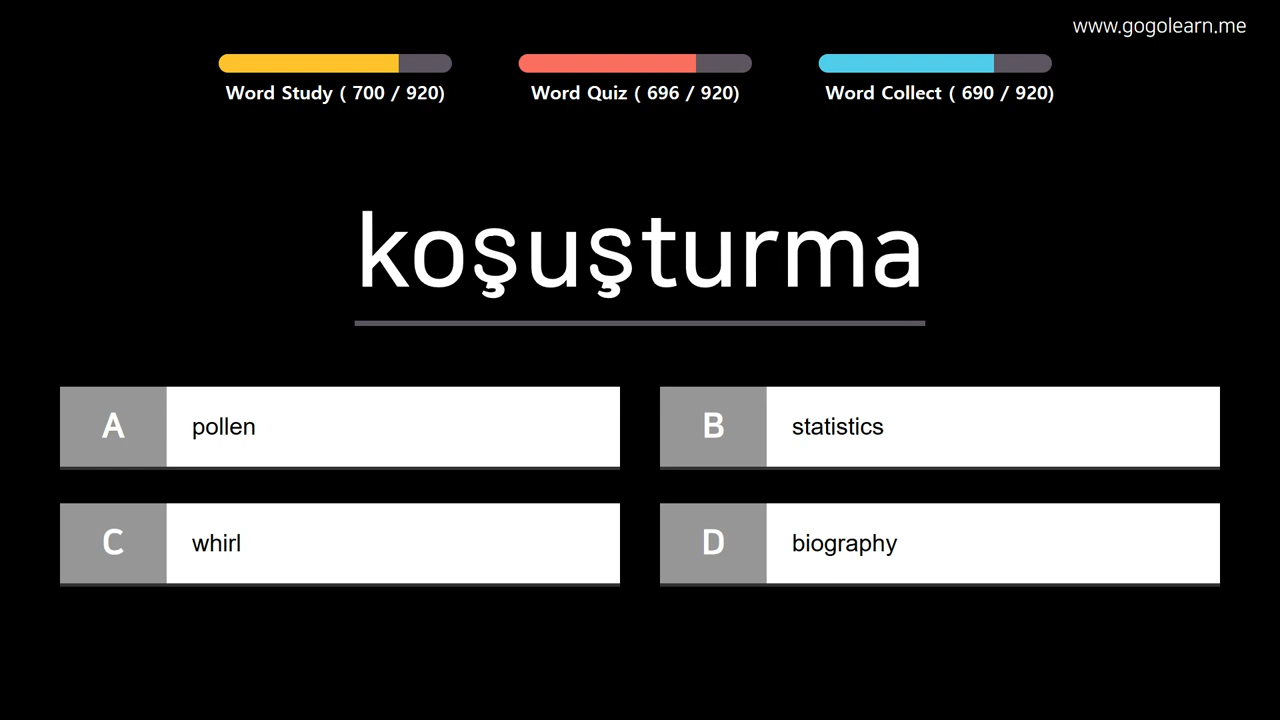 www.gogolearn.me
Word Study ( 700 / 920)
Word Quiz ( 696 / 920)
Word Collect ( 690 / 920)
koşuşturma
A pollen
B statistics
C whirl
D biography